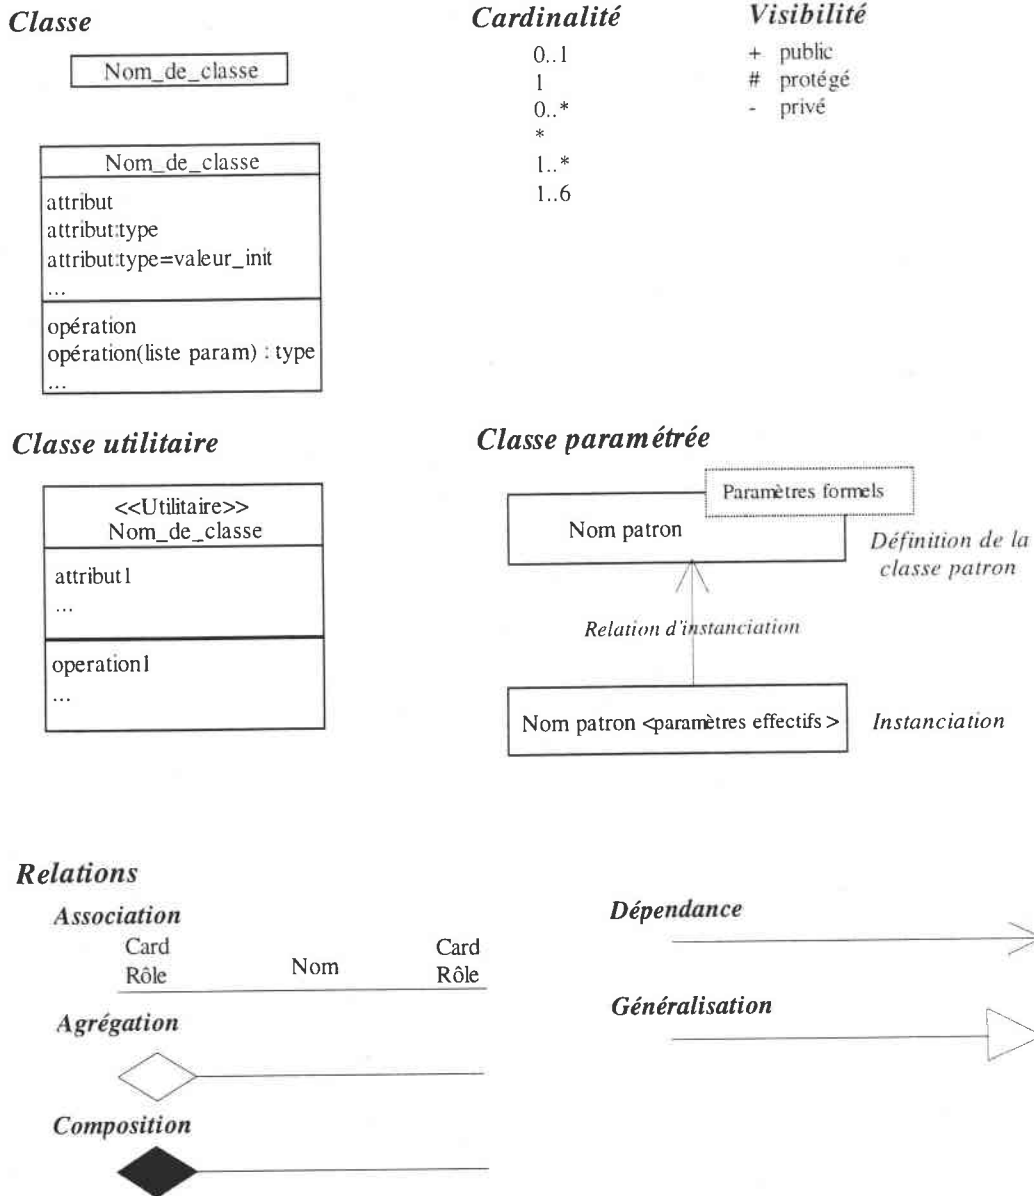 Classe
Nom_de_classe
Nom_de_classe
attribut
attribut:type
attribut:type=valeur_init
...
opération
opération(liste param) : type
...
Cardinalité
0..1
1
0..*
*
1..*
1..6
Visibilité
+ public
# protégé
- privé
Classe utilitaire
<<Utilitaire>>
Nom_de_classe
attribut1
...
operation1
...
Classe paramétrée
Paramètres formels
Nom patron
Définition de la
classe patron
Relation d'instanciation
Nom patron <paramètres effectifs>
Instanciation
Relations
Association
Card
Rôle
Nom
Card
Rôle
Agrégation
Composition
Dépendance
Généralisation